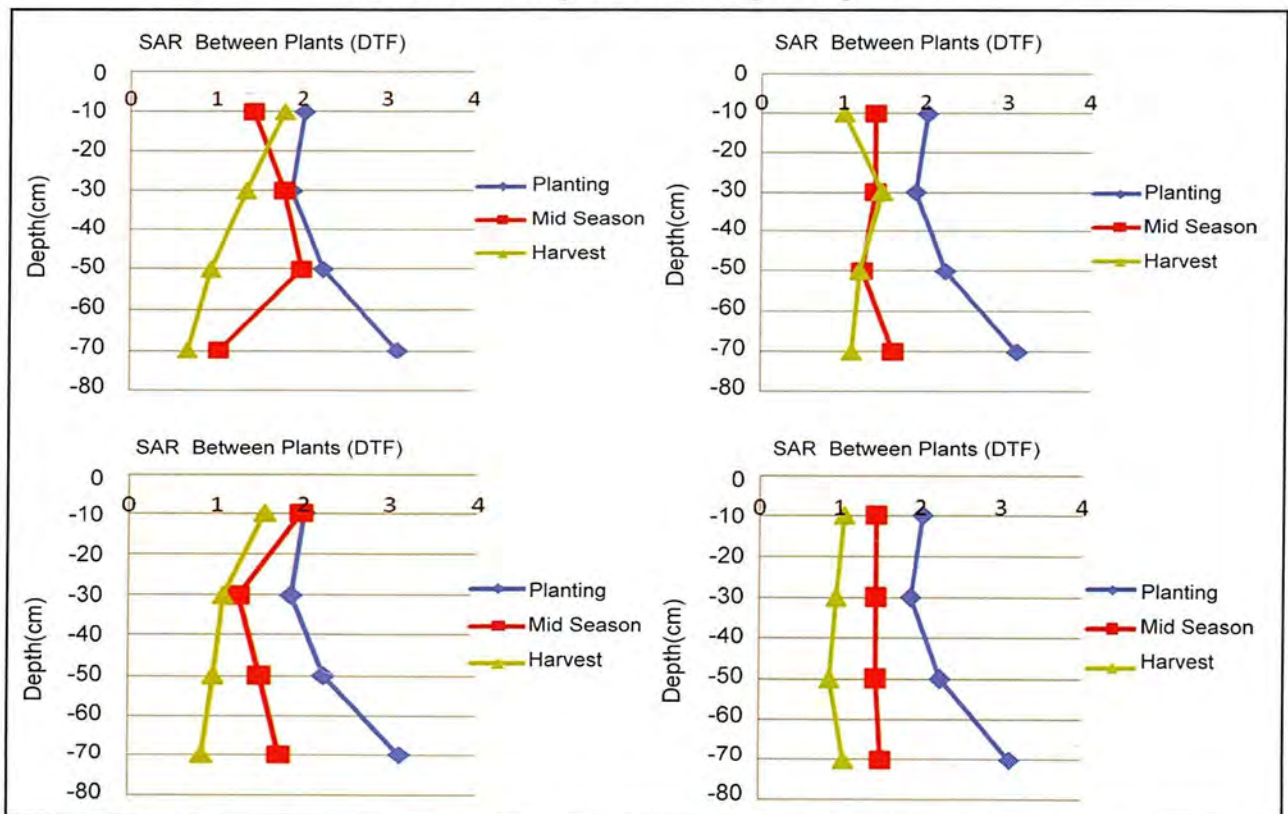 SAR Between Plants (DTF)
0
0 1 2 3 4
-10
-20
-30
-40
-50
-60
-70
-80
Depth(cm)
Planting
Mid Season
Harvest
SAR Between Plants (DTF)
0
0 1 2 3 4
-10
-20
-30
-40
-50
-60
-70
-80
Depth(cm)
Planting
Mid Season
Harvest
SAR Between Plants (DTF)
0
0 1 2 3 4
-10
-20
-30
-40
-50
-60
-70
-80
Depth(cm)
Planting
Mid Season
Harvest
SAR Between Plants (DTF)
0
0 1 2 3 4
-10
-20
-30
-40
-50
-60
-70
-80
Depth(cm)
Planting
Mid Season
Harvest